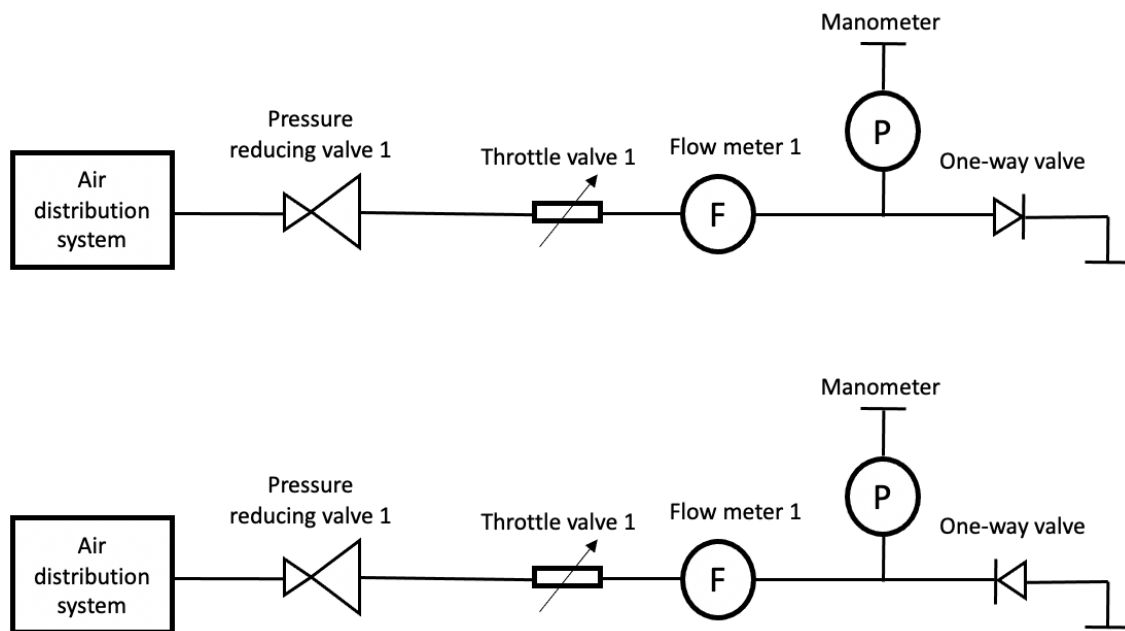 Manometer
Pressure
reducing valve 1
Throttle valve 1
Flow meter 1
P
One-way valve
Air
distribution
system
F
Manometer
Pressure
reducing valve 1
Throttle valve 1
Flow meter 1
P
One-way valve
Air
distribution
system
F